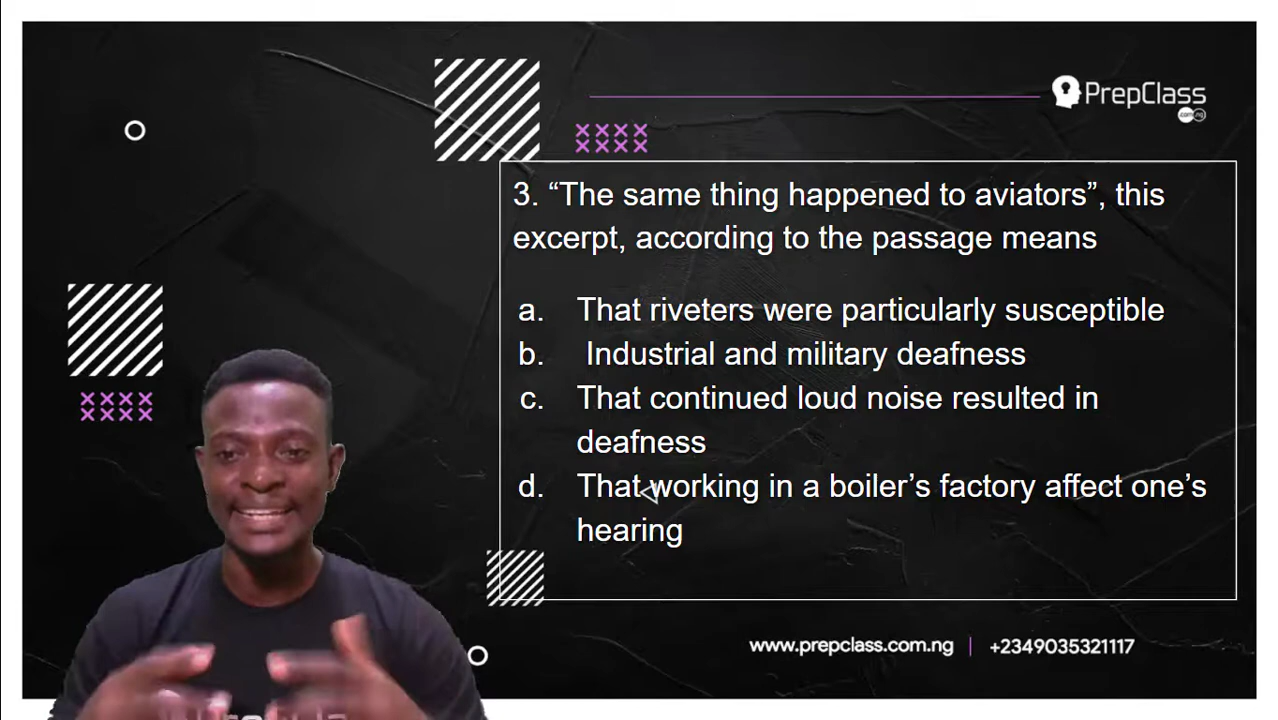 PrepClass
.com.ng
3. “The same thing happened to aviators”, this
excerpt, according to the passage means
a. That riveters were particularly susceptible
b. Industrial and military deafness
c. That continued loud noise resulted in
deafness
d. That working in a boiler’s factory affect one’s
hearing
www.prepclass.com.ng | +2349035321117